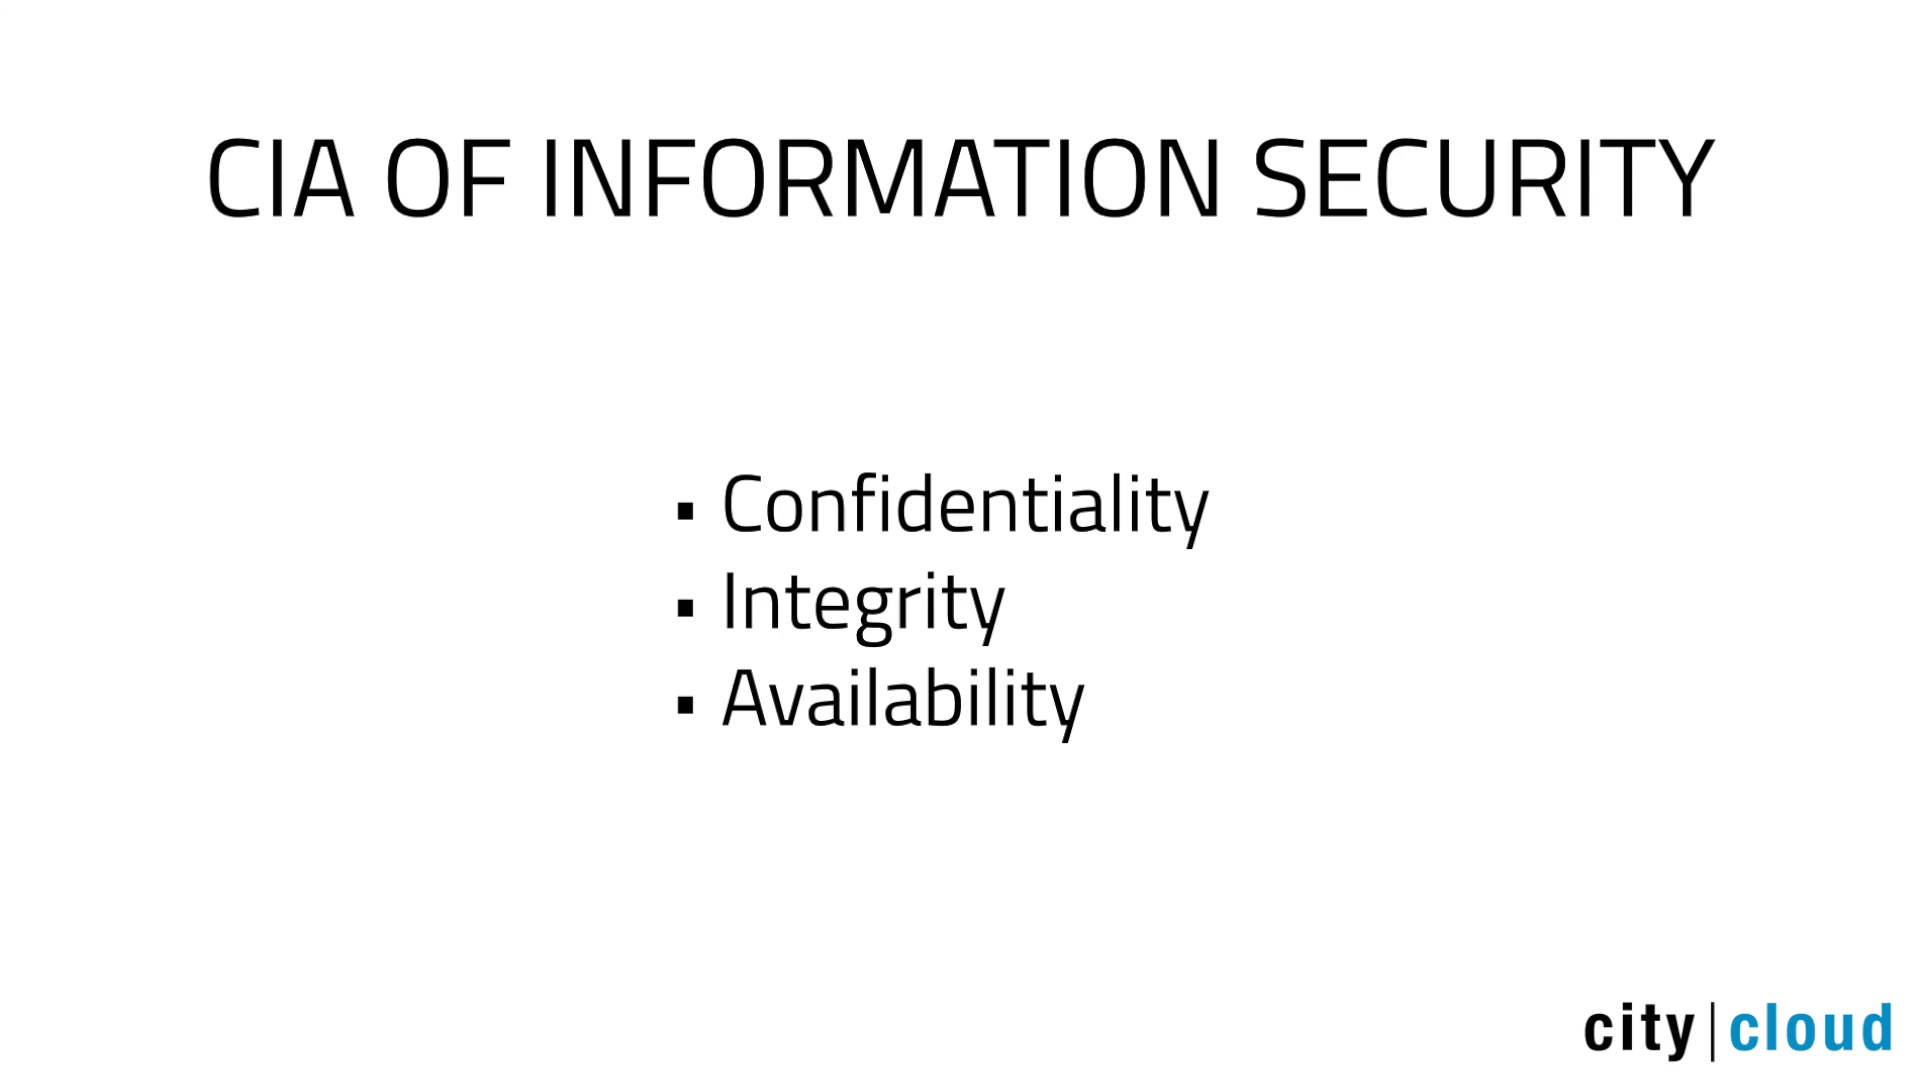 CIA OF INFORMATION SECURITY
▪ Confidentiality
▪ Integrity
▪ Availability
city|cloud